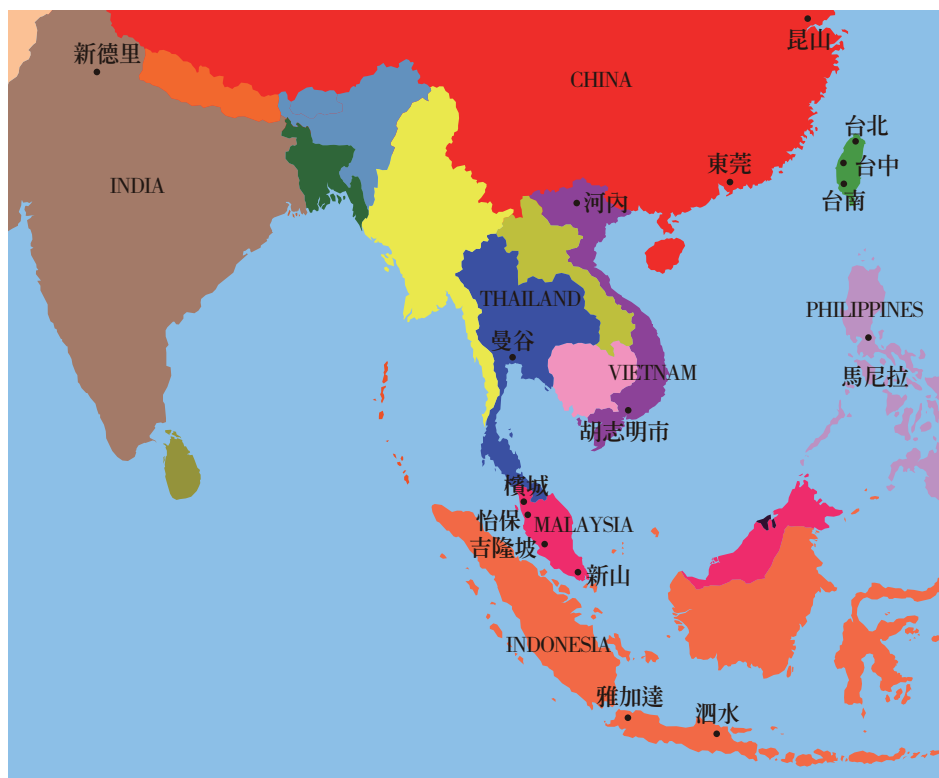 昆山
新德里
CHINA
台北
東莞
台中
INDIA
台南
河內
THAILAND
PHILIPPINES
曼谷
VIETNAM
馬尼拉
胡志明市
檳城
怡保
MALAYSIA
吉隆坡
新山
INDONESIA
雅加達
泗水